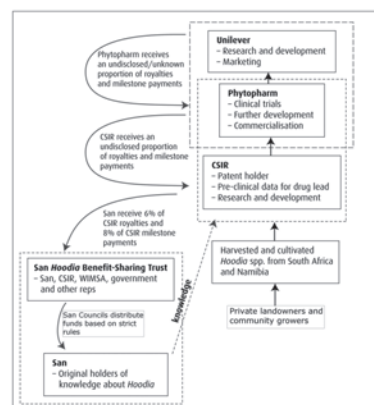 Unilever
– Research and development
– Marketing
Phytopharm receives
an undisclosed/unknown
proportion of royalties
and milestone payments
Phytopharm
– Clinical trials
– Further development
– Commercialisation
CSIR receives an
undisclosed proportion
of royalties and milestone
payments
CSIR
– Patent holder
– Pre-clinical data for drug lead
– Research and development
San receive 6% of
CSIR royalties and
8% of CSIR milestone
payments
San Hoodia Benefit-Sharing Trust
– San, CSIR, WIMSA, government
and other reps
Harvested and cultivated
Hoodia spp. from South Africa
and Namibia
knowledge
San Councils distribute
funds based on strict
rules
Private landowners and
community growers
San
– Original holders of
knowledge about Hoodia